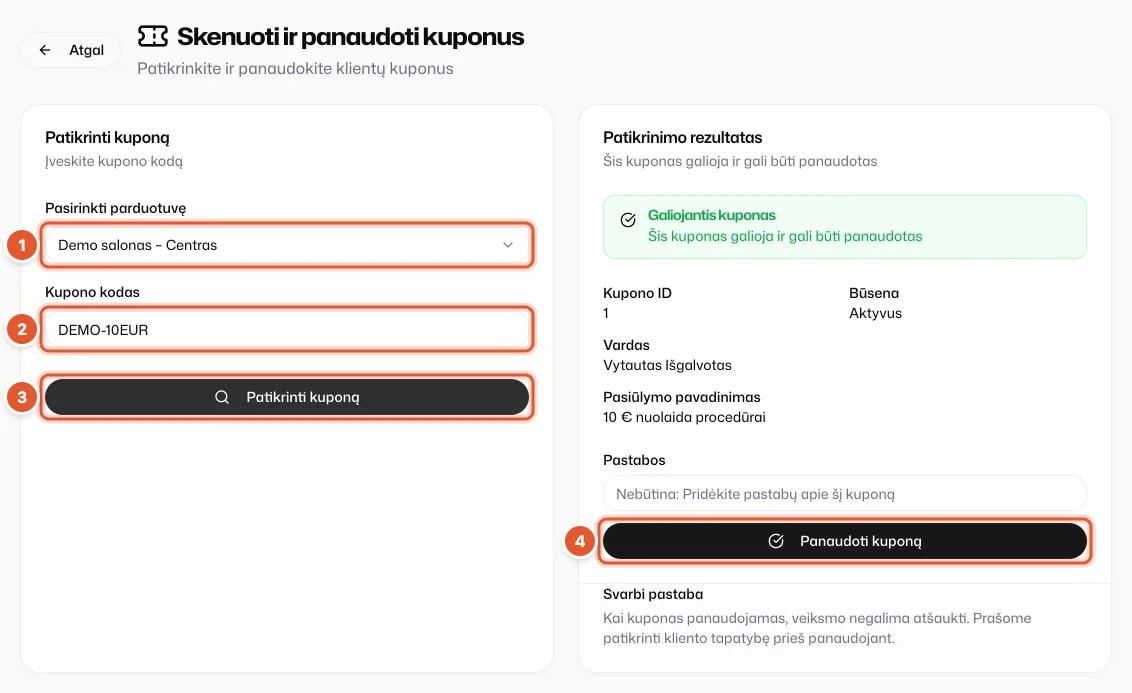 Atgal
Skenuoti ir panaudoti kuponus
Patikrinkite ir panaudokite klientų kuponus
Patikrinti kuponą
Įveskite kupono kodą
Pasirinkti parduotuvę
1
Demo salonas – Centras
Kupono kodas
2
DEMO-10EUR
3
Patikrinti kuponą
Patikrinimo rezultatas
Šis kuponas galioja ir gali būti panaudotas
Galiojantis kuponas
Šis kuponas galioja ir gali būti panaudotas
Kupono ID
1
Būsena
Aktyvus
Vardas
Vytautas Išgalvotas
Pasiūlymo pavadinimas
10 € nuolaida procedūrai
Pastabos
Nebūtina: Pridėkite pastabų apie šį kuponą
4
Panaudoti kuponą
Svarbi pastaba
Kai kuponas panaudojamas, veiksmo negalima atšaukti. Prašome
patikrinti kliento tapatybę prieš panaudojant.